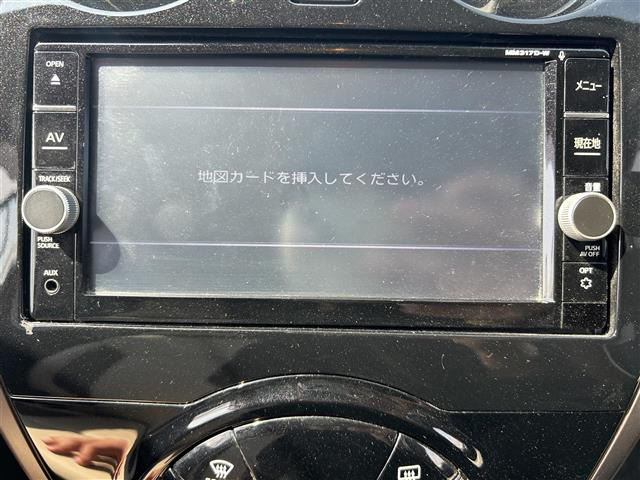 MM317D-W
OPEN
メニュー
AV
現在地
地図カードを挿入してください。
TRACK/SEEK
音量
PUSH
SOURCE
PUSH
AV OFF
AUX
OPT